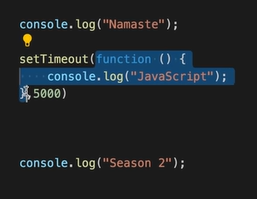 console.log("Namaste");
setTimeout(function () {
    console.log("JavaScript");
},5000)
console.log("Season 2");